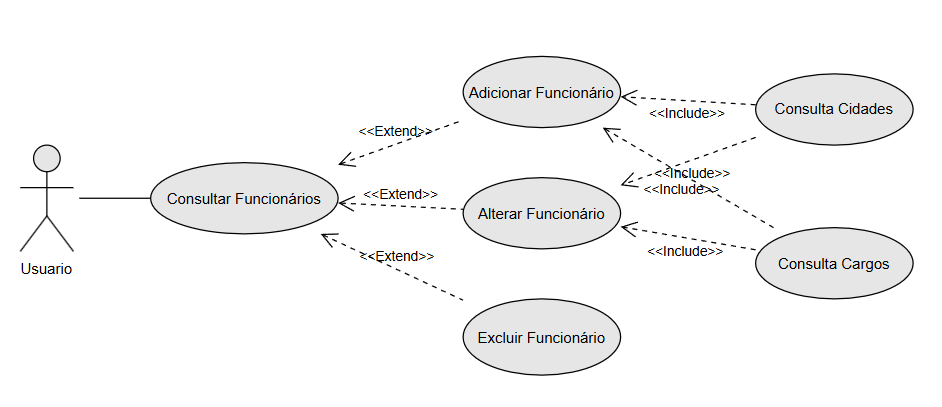 Adicionar Funcionário
Consulta Cidades
<<Include>>
<<Extend>>
<<Include>>
<<Include>>
Consultar Funcionários
<<Extend>>
Alterar Funcionário
<<Include>>
Consulta Cargos
Usuario
<<Extend>>
Excluir Funcionário